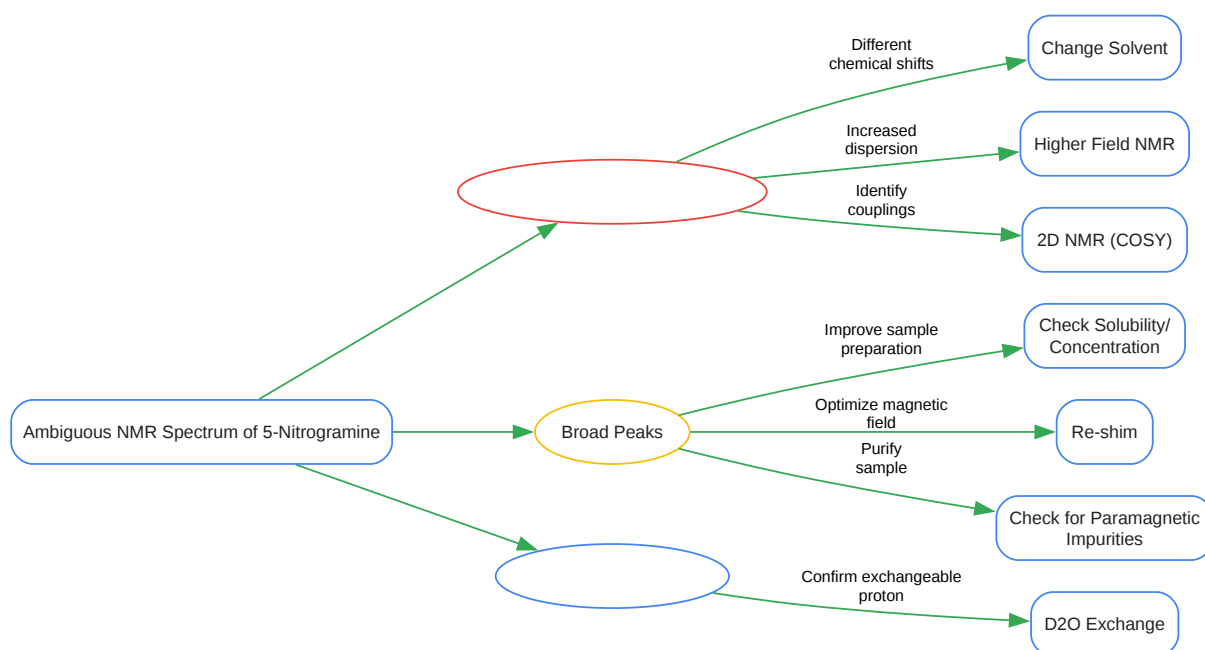 Different
chemical shifts
Change Solvent
Increased
dispersion
Higher Field NMR
Identify
couplings
2D NMR (COSY)
Improve sample
preparation
Check Solubility/
Concentration
Ambiguous NMR Spectrum of 5-Nitrogramine
Broad Peaks
Optimize magnetic
field
Re-shim
Purify
sample
Check for Paramagnetic
Impurities
Confirm exchangeable
proton
D2O Exchange